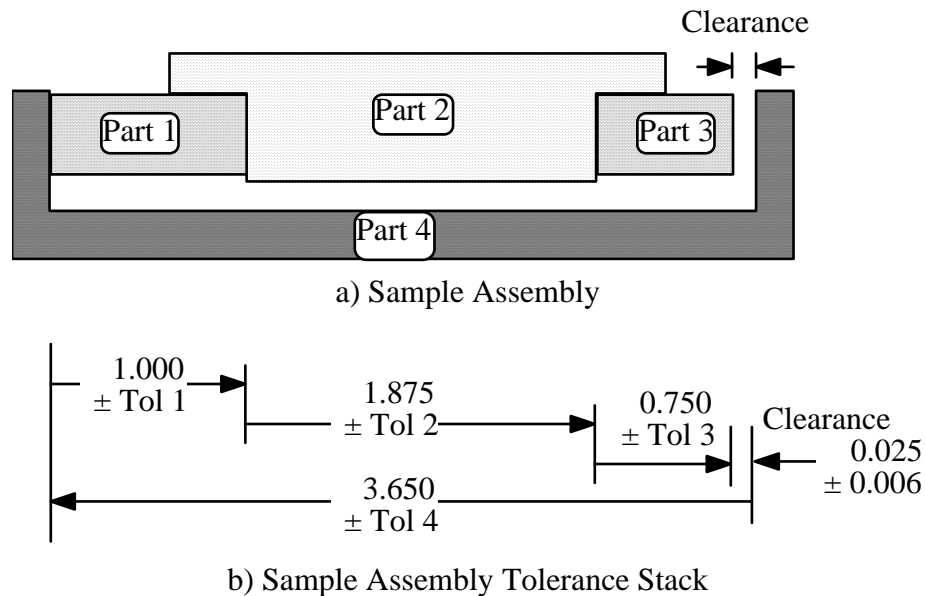 Clearance
Part 1
Part 2
Part 3
Part 4
a) Sample Assembly
1.000
± Tol 1
1.875
± Tol 2
0.750
± Tol 3
Clearance
0.025
± 0.006
3.650
± Tol 4
b) Sample Assembly Tolerance Stack